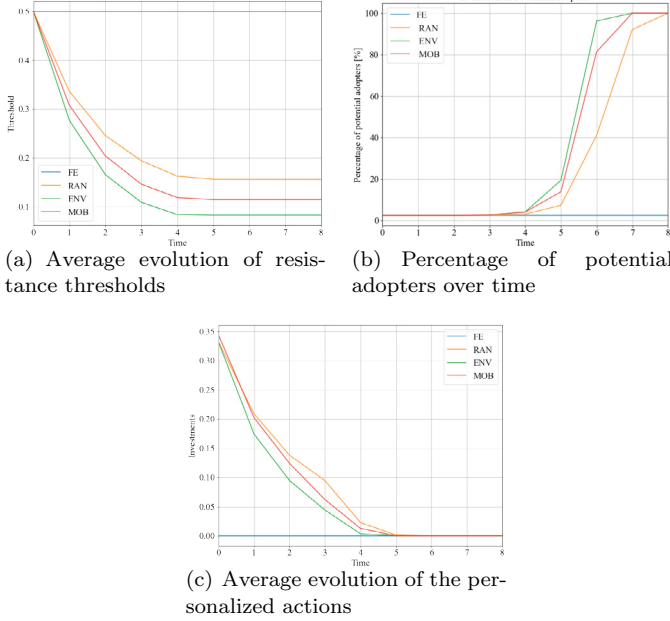 0.5
0.4
0.3
0.2
0.1
Threshold
FE
RAN
ENV
MOB
0 1 2 3 4 5 6 7 8
Time
(a) Average evolution of resis-
tance thresholds
100
80
60
40
20
0
Percentage of potential adopters [%]
FE
RAN
ENV
MOB
0 1 2 3 4 5 6 7 8
Time
(b) Percentage of potential
adopters over time
0.35
0.30
0.25
0.20
0.15
0.10
0.05
0.00
Investments
FE
RAN
ENV
MOB
0 1 2 3 4 5 6 7 8
Time
(c) Average evolution of the per-
sonalized actions